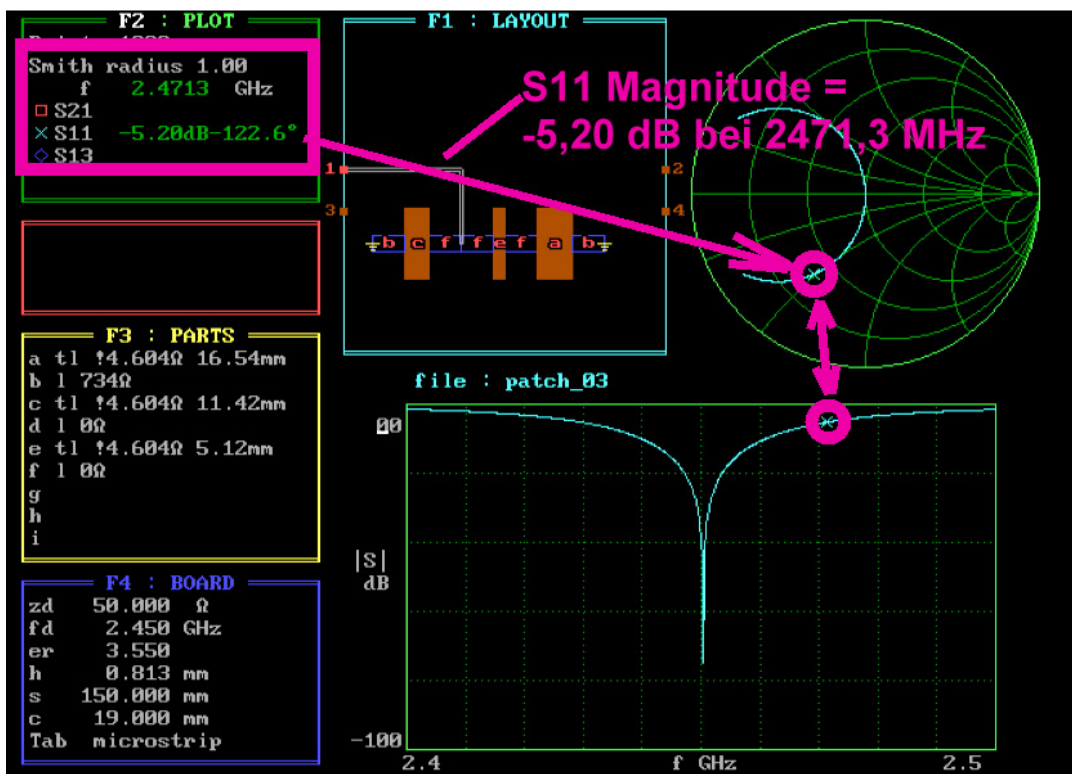 F2 : PLOT
Smith radius 1.00
f 2.4713 GHz
□ S21
× S11 -5.20dB-122.6°
◇ S13
F1 : LAYOUT
S11 Magnitude =
-5,20 dB bei 2471,3 MHz
1
2
3
4
b c f f e f a b
F3 : PARTS
a tl !4.604Ω 16.54mm
b l 734Ω
c tl !4.604Ω 11.42mm
d l 0Ω
e tl !4.604Ω 5.12mm
f l 0Ω
g
h
i
F4 : BOARD
zd 50.000 Ω
fd 2.450 GHz
er 3.550
h 0.813 mm
s 150.000 mm
c 19.000 mm
Tab microstrip
file : patch_03
|S|
dB
-100
2.4 f GHz 2.5